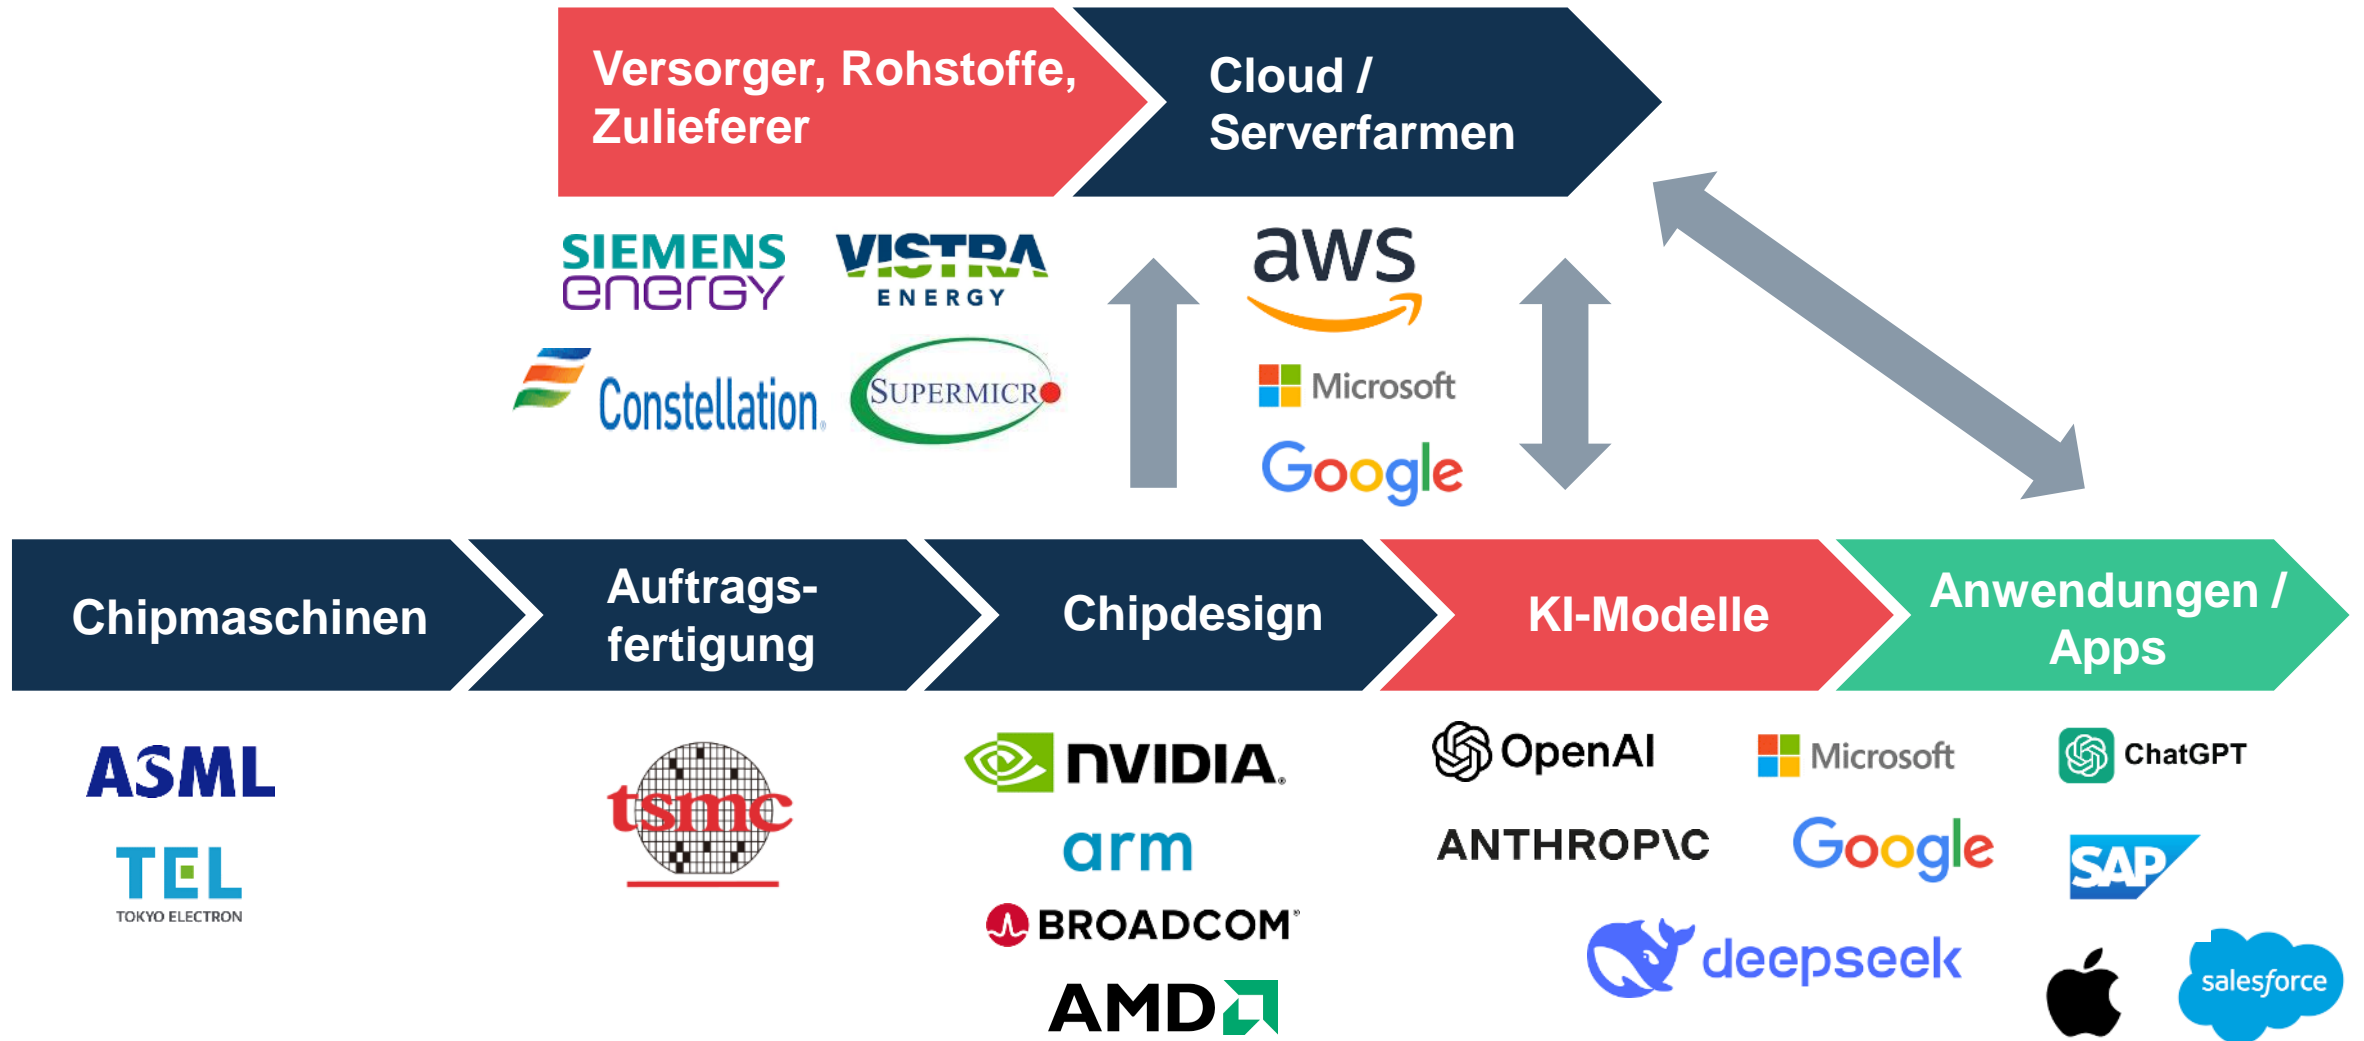 Versorger, Rohstoffe,
Zulieferer
Cloud /
Serverfarmen
SIEMENS
energy
VISTRA
ENERGY
Constellation®
SUPERMICRO
aws
Microsoft
Google
Chipmaschinen
Auftrags-
fertigung
Chipdesign
KI-Modelle
Anwendungen /
Apps
ASML
TEL
TOKYO ELECTRON
tsmc
NVIDIA®
arm
BROADCOM®
AMD
OpenAI
Microsoft
ANTHROP\C
Google
deepseek
ChatGPT
SAP
salesforce